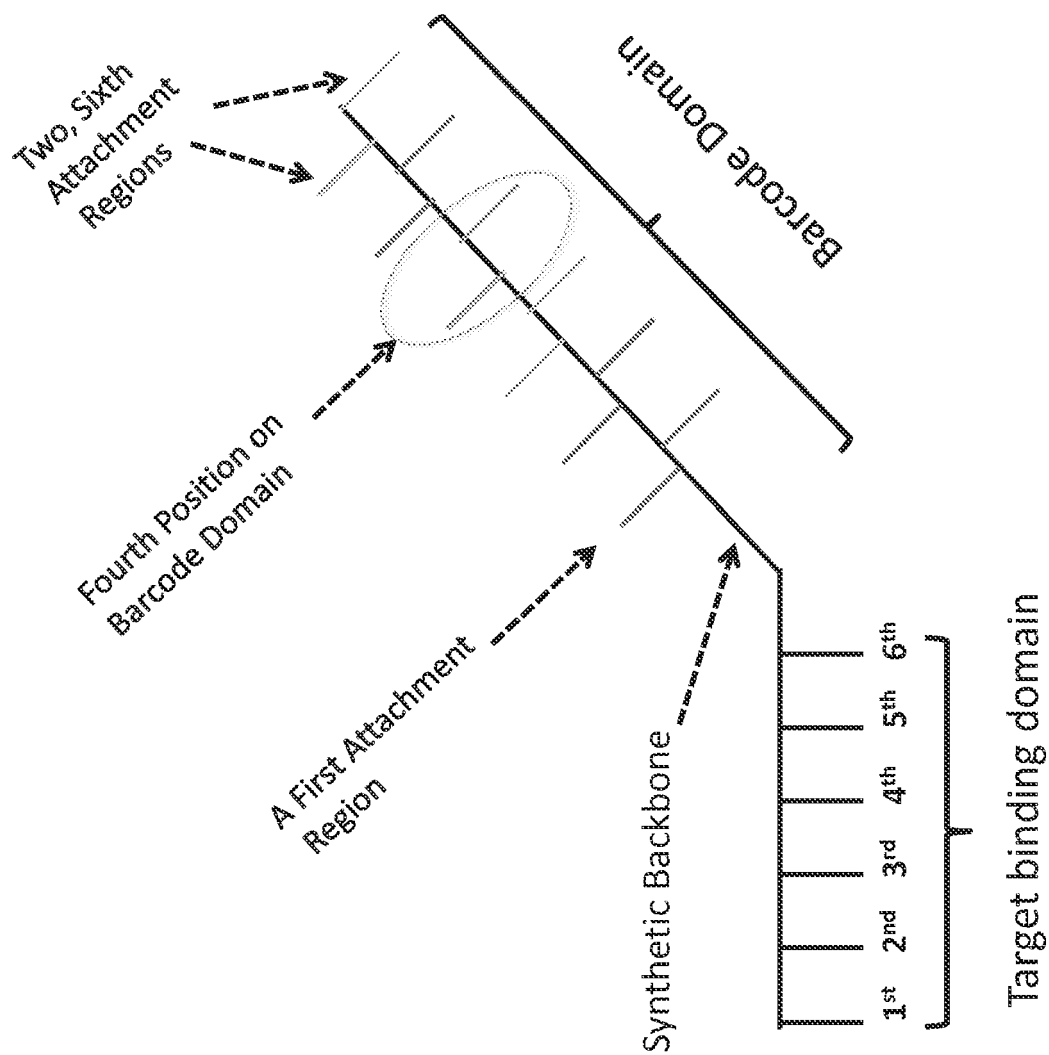 Two, Sixth
Attachment
Regions
Fourth Position on
Barcode Domain
Barcode Domain
A First Attachment
Region
Synthetic Backbone
1st 2nd 3rd 4th 5th 6th
Target binding domain